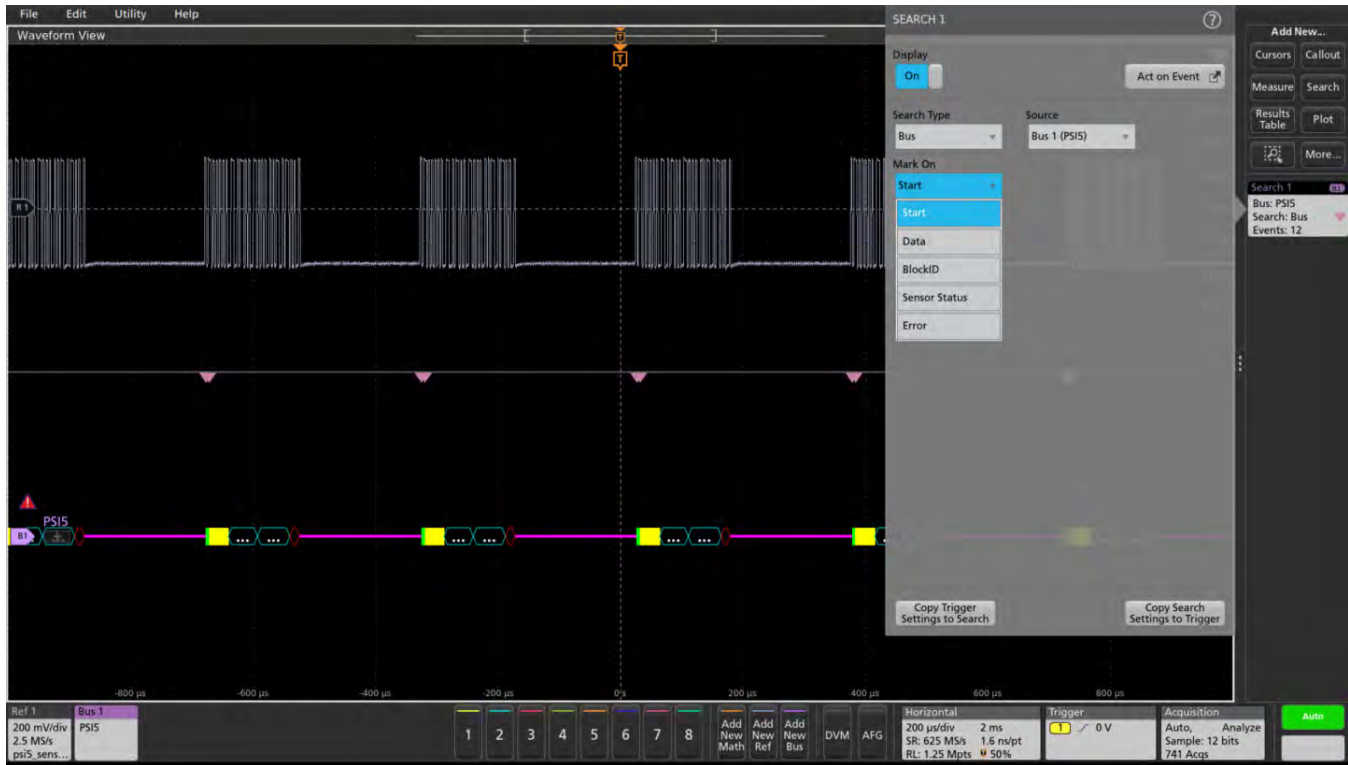 File Edit Utility Help
Waveform View
T
T
SEARCH 1
?
Display
On
Act on Event
Search Type
Source
Bus
Bus 1 (PSI5)
Mark On
Start
Start
Data
BlockID
Sensor Status
Error
Copy Trigger
Settings to Search
Copy Search
Settings to Trigger
Add New...
Cursors Callout
Measure Search
Results
Table
Plot
More...
Search 1 B1
Bus: PSI5
Search: Bus
Events: 12
R1
PSI5
B1
... ... ... ... ... ...
-800 µs -600 µs -400 µs -200 µs 0 s 200 µs 400 µs 600 µs 800 µs
Ref 1
200 mV/div
2.5 MS/s
psi5_sens...
Bus 1
PSI5
1 2 3 4 5 6 7 8
Add
New
Math
Add
New
Ref
Add
New
Bus
DVM AFG
Horizontal
200 µs/div 2 ms
SR: 625 MS/s 1.6 ns/pt
RL: 1.25 Mpts 50%
Trigger
1 0 V
Acquisition
Auto, Analyze
Sample: 12 bits
741 Acqs
Auto